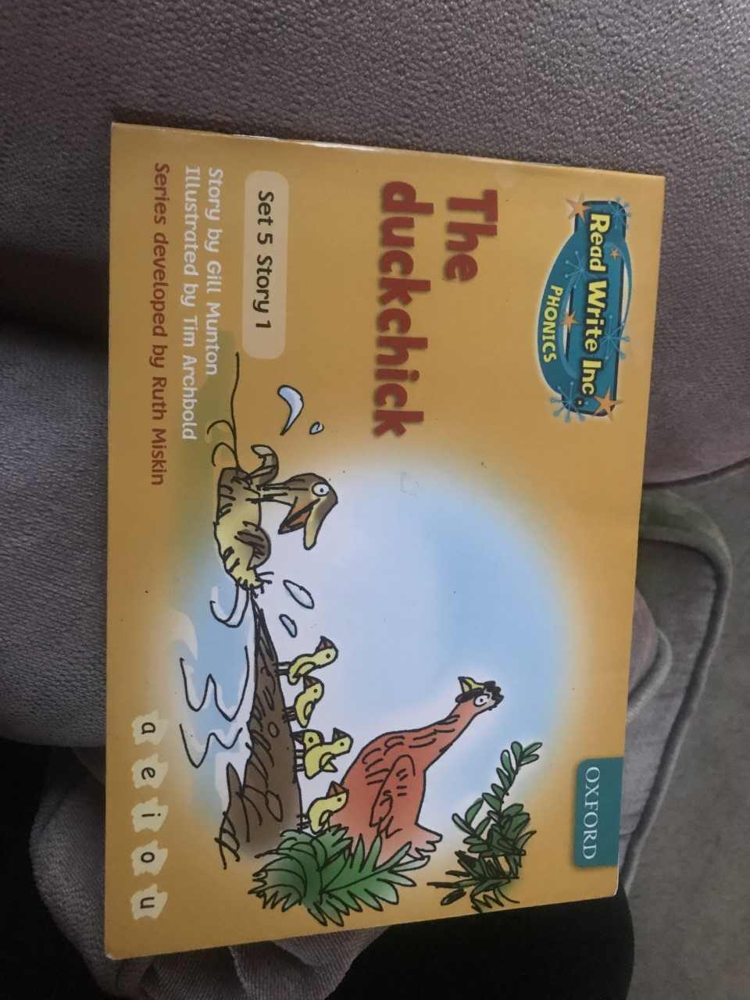 Read Write Inc.
PHONICS
OXFORD
The
duckchick
Set 5 Story 1
Story by Gill Munton
Illustrated by Tim Archbold
Series developed by Ruth Miskin
a e i o u